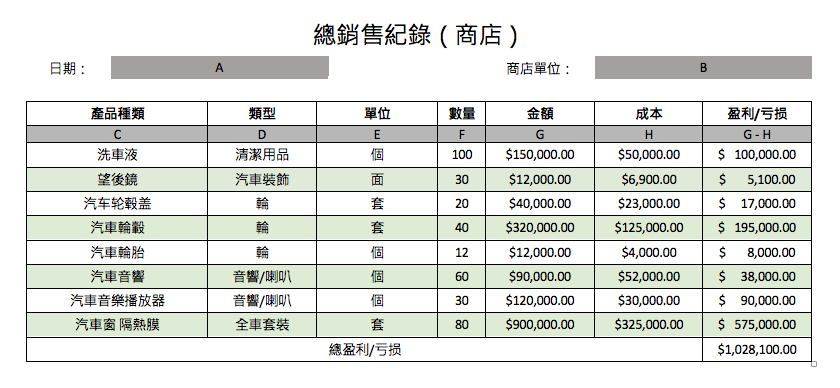 總銷售紀錄（商店）
日期： A 商店單位： B
產品種類 類型 單位 數量 金額 成本 盈利/亏损
C D E F G H G - H
洗車液 清潔用品 個 100 $150,000.00 $50,000.00 $ 100,000.00
望後鏡 汽車裝飾 面 30 $12,000.00 $6,900.00 $ 5,100.00
汽车轮毂盖 輪 套 20 $40,000.00 $23,000.00 $ 17,000.00
汽車輪轂 輪 套 40 $320,000.00 $125,000.00 $ 195,000.00
汽車輪胎 輪 個 12 $12,000.00 $4,000.00 $ 8,000.00
汽車音響 音響/喇叭 個 60 $90,000.00 $52,000.00 $ 38,000.00
汽車音樂播放器 音響/喇叭 個 30 $120,000.00 $30,000.00 $ 90,000.00
汽車窗 隔熱膜 全車套裝 套 80 $900,000.00 $325,000.00 $ 575,000.00
總盈利/亏损 $1,028,100.00